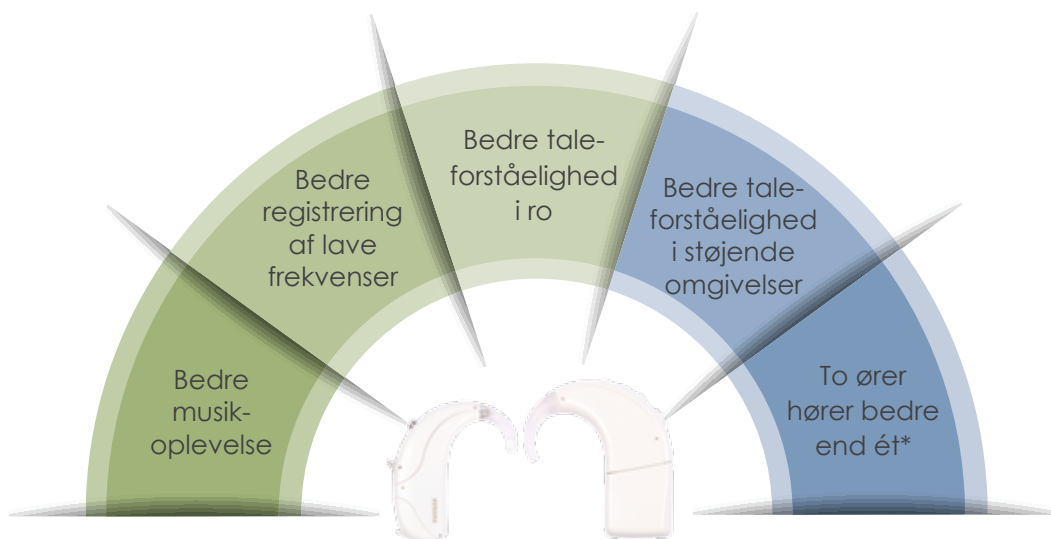 Bedre
musik-
oplevelse
Bedre
registrering
af lave
frekvenser
Bedre tale-
forståelighed
i ro
Bedre tale-
forståelighed
i støjende
omgivelser
To ører
hører bedre
end ét*